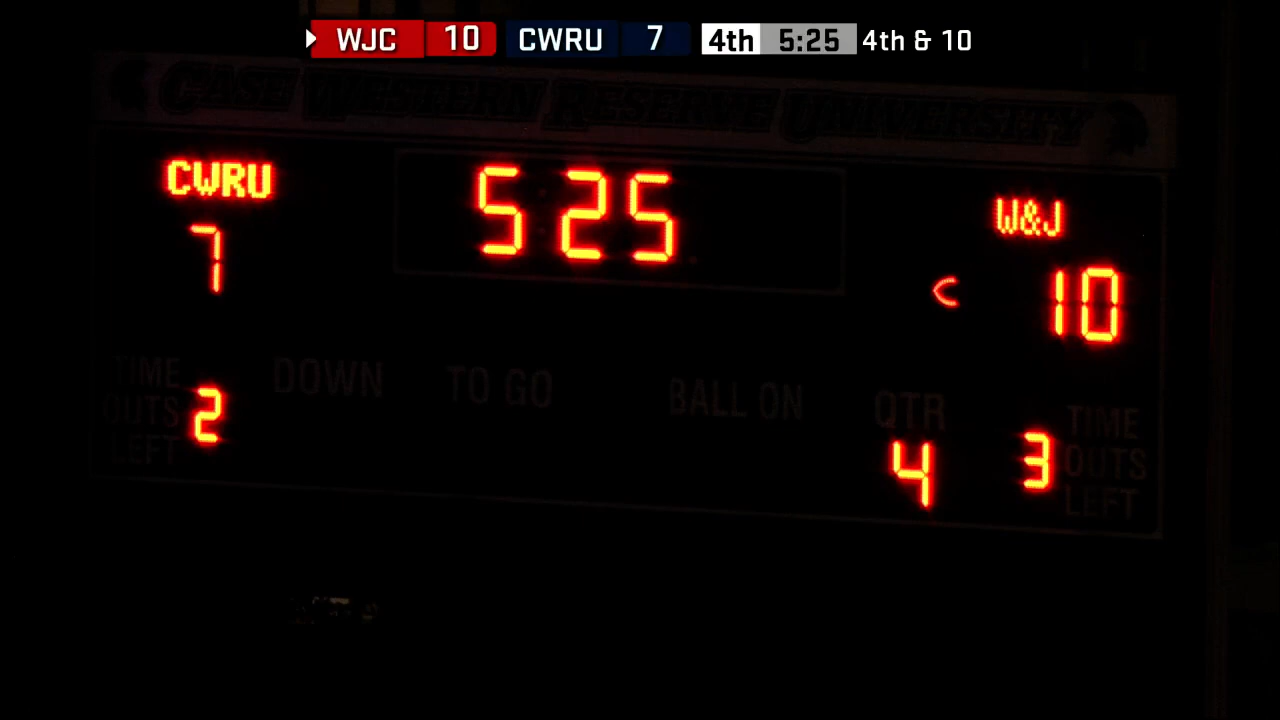 WJC 10 CWRU 7 4th 5:25 4th & 10
CASE WESTERN RESERVE UNIVERSITY
CWRU 5:25 W&J
7 10
DOWN TO GO BALL ON QTR
TIME OUTS LEFT 2 4 3 TIME OUTS LEFT